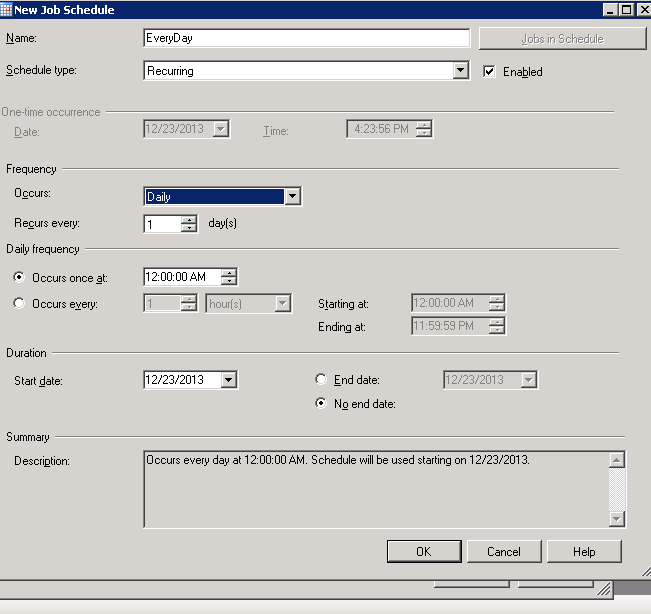 New Job Schedule
Name: EveryDay Jobs in Schedule
Schedule type: Recurring Enabled
One-time occurrence
Date: 12/23/2013 Time: 4:23:56 PM
Frequency
Occurs: Daily
Recurs every: 1 day(s)
Daily frequency
Occurs once at: 12:00:00 AM
Occurs every: 1 hour(s) Starting at: 12:00:00 AM
Ending at: 11:59:59 PM
Duration
Start date: 12/23/2013 End date: 12/23/2013
No end date:
Summary
Description: Occurs every day at 12:00:00 AM. Schedule will be used starting on 12/23/2013.
OK Cancel Help